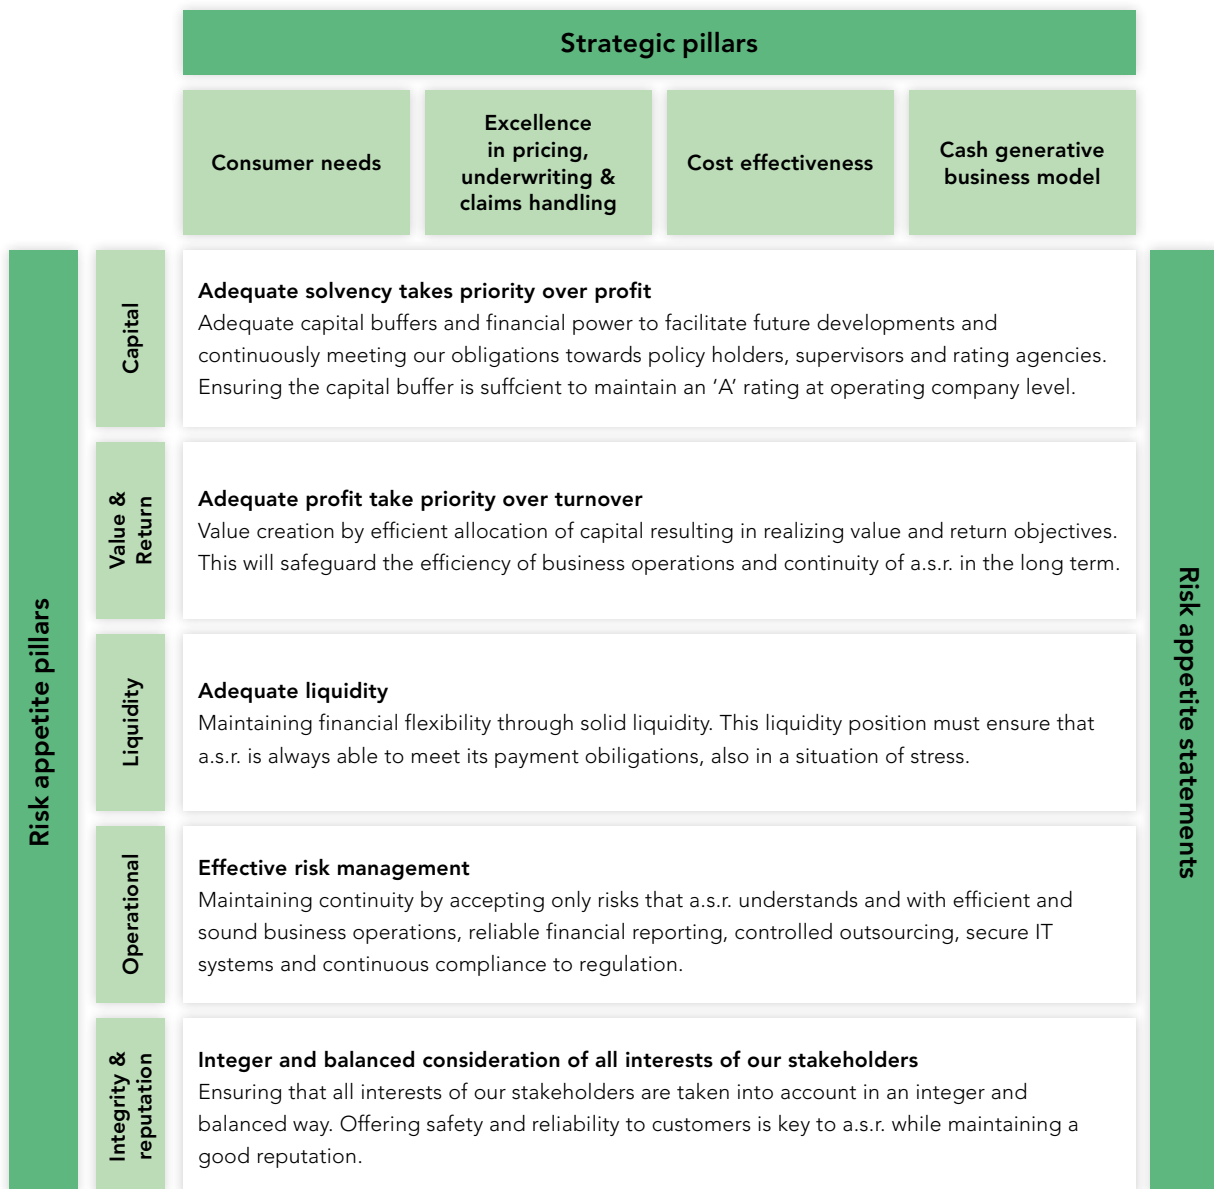 Strategic pillars
Consumer needs
Excellence
in pricing,
underwriting &
claims handling
Cost effectiveness
Cash generative
business model
Risk appetite pillars
Capital
Adequate solvency takes priority over profit
Adequate capital buffers and financial power to facilitate future developments and
continuously meeting our obligations towards policy holders, supervisors and rating agencies.
Ensuring the capital buffer is suffcient to maintain an ‘A’ rating at operating company level.
Value &
Return
Adequate profit take priority over turnover
Value creation by efficient allocation of capital resulting in realizing value and return objectives.
This will safeguard the efficiency of business operations and continuity of a.s.r. in the long term.
Liquidity
Adequate liquidity
Maintaining financial flexibility through solid liquidity. This liquidity position must ensure that
a.s.r. is always able to meet its payment obiligations, also in a situation of stress.
Operational
Effective risk management
Maintaining continuity by accepting only risks that a.s.r. understands and with efficient and
sound business operations, reliable financial reporting, controlled outsourcing, secure IT
systems and continuous compliance to regulation.
Integrity &
reputation
Integer and balanced consideration of all interests of our stakeholders
Ensuring that all interests of our stakeholders are taken into account in an integer and
balanced way. Offering safety and reliability to customers is key to a.s.r. while maintaining a
good reputation.
Risk appetite statements